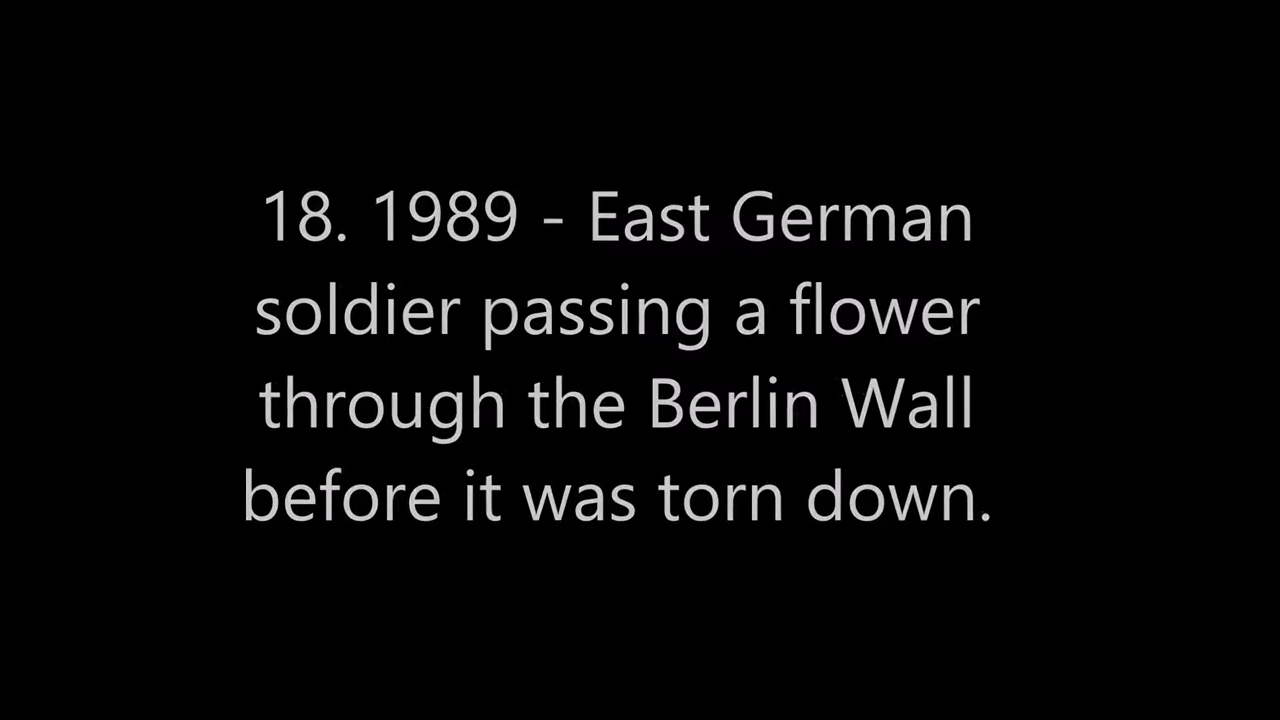 18. 1989 - East German
soldier passing a flower
through the Berlin Wall
before it was torn down.